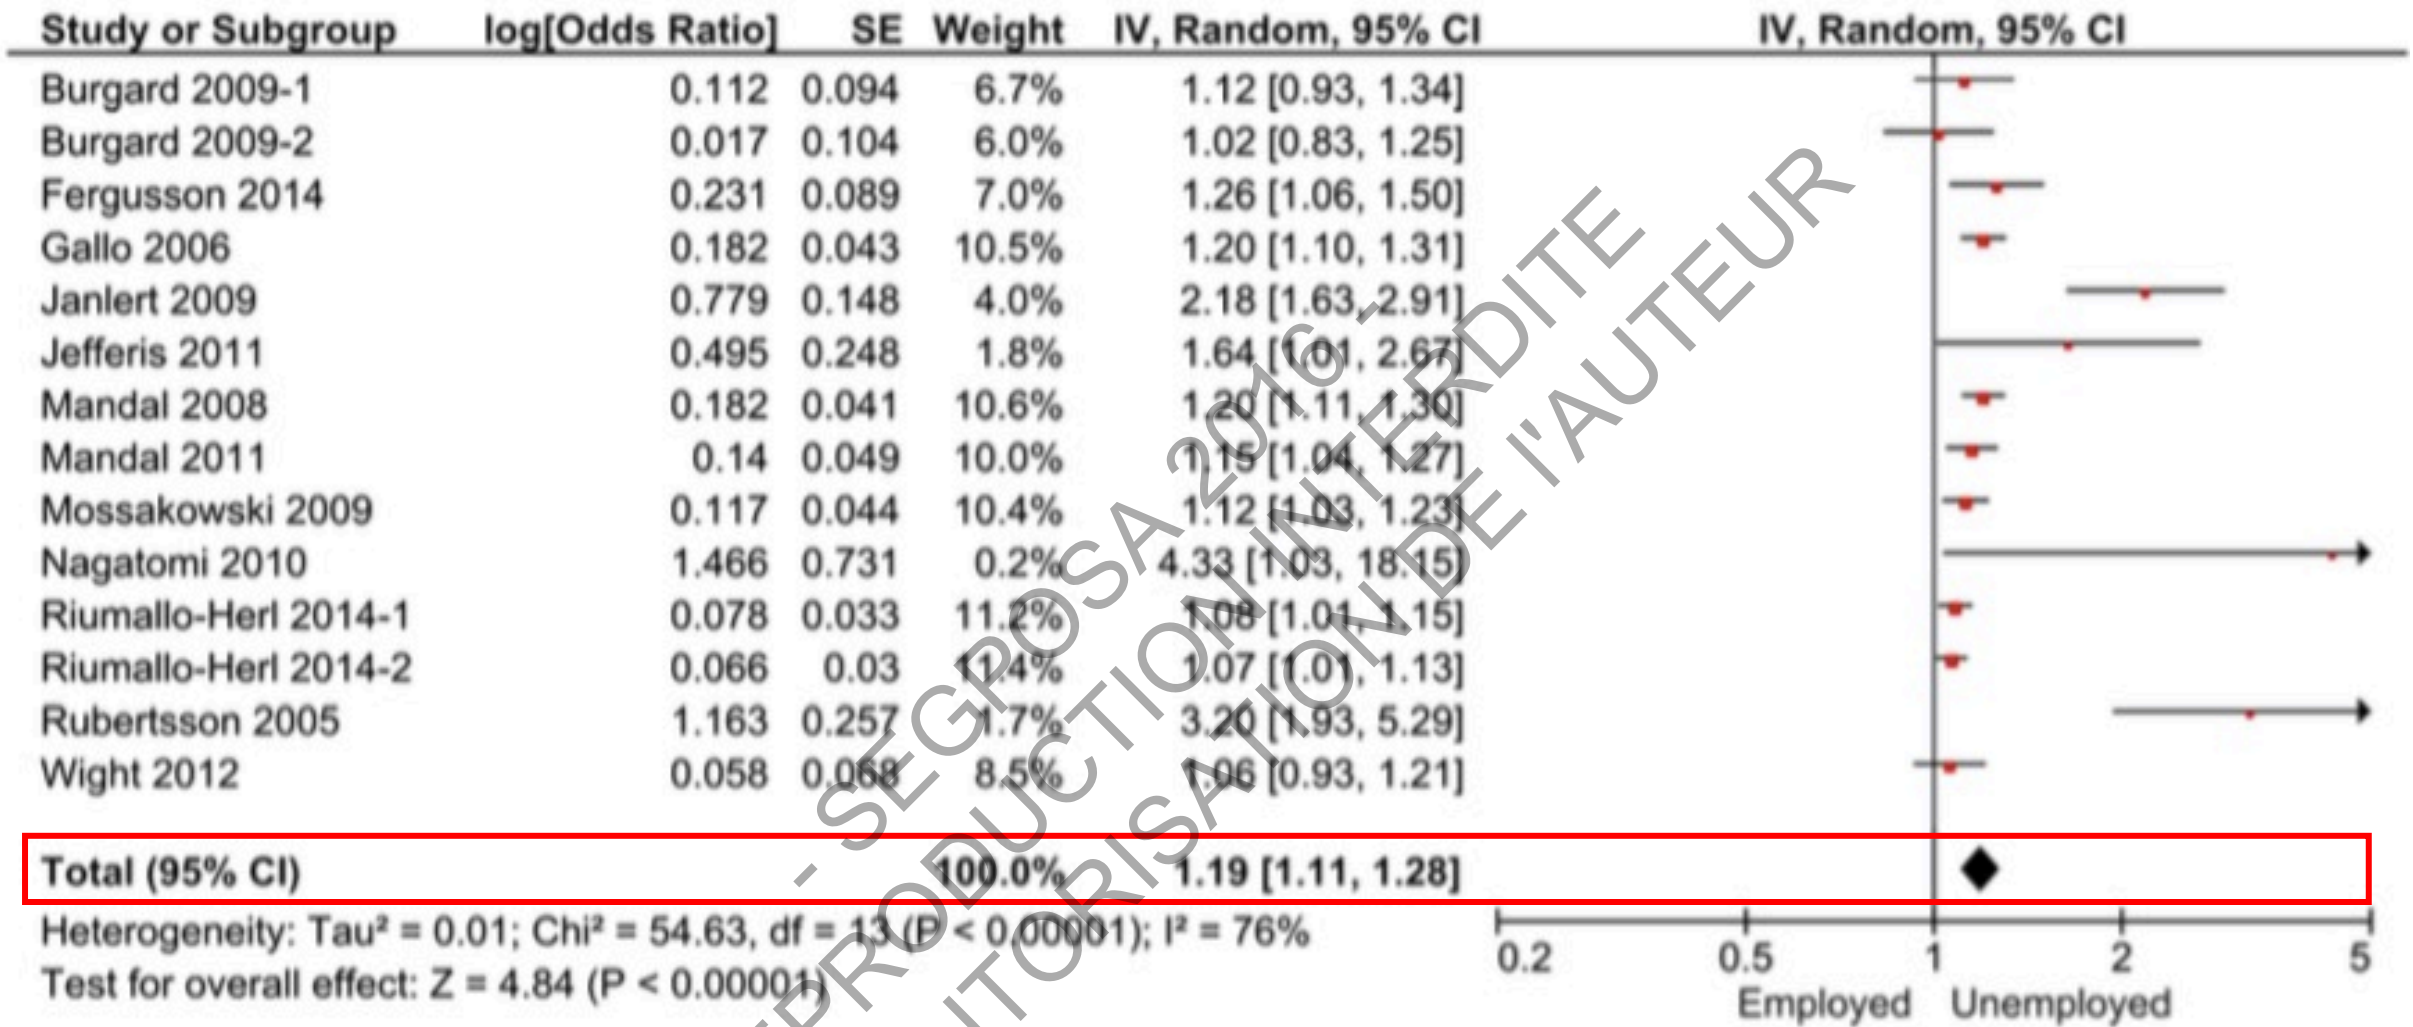 Study or Subgroup log[Odds Ratio] SE Weight IV, Random, 95% CI IV, Random, 95% CI
Burgard 2009-1 0.112 0.094 6.7% 1.12 [0.93, 1.34]
Burgard 2009-2 0.017 0.104 6.0% 1.02 [0.83, 1.25]
Fergusson 2014 0.231 0.089 7.0% 1.26 [1.06, 1.50]
Gallo 2006 0.182 0.043 10.5% 1.20 [1.10, 1.31]
Janlert 2009 0.779 0.148 4.0% 2.18 [1.63, 2.91]
Jefferis 2011 0.495 0.248 1.8% 1.64 [1.01, 2.67]
Mandal 2008 0.182 0.041 10.6% 1.20 [1.11, 1.30]
Mandal 2011 0.14 0.049 10.0% 1.15 [1.04, 1.27]
Mossakowski 2009 0.117 0.044 10.4% 1.12 [1.03, 1.23]
Nagatomi 2010 1.466 0.731 0.2% 4.33 [1.03, 18.15]
Riumallo-Herl 2014-1 0.078 0.033 11.2% 1.08 [1.01, 1.15]
Riumallo-Herl 2014-2 0.066 0.03 11.4% 1.07 [1.01, 1.13]
Rubertsson 2005 1.163 0.257 1.7% 3.20 [1.93, 5.29]
Wight 2012 0.058 0.068 8.5% 1.06 [0.93, 1.21]
Total (95% CI) 100.0% 1.19 [1.11, 1.28]
Heterogeneity: Tau² = 0.01; Chi² = 54.63, df = 13 (P < 0.00001); I² = 76%
Test for overall effect: Z = 4.84 (P < 0.00001)
0.2 0.5 1 2 5
Employed Unemployed
- SEGPOSA 2016 -
INTERDITE
DE l'AUTEUR